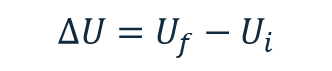 ΔU = U_f − U_i